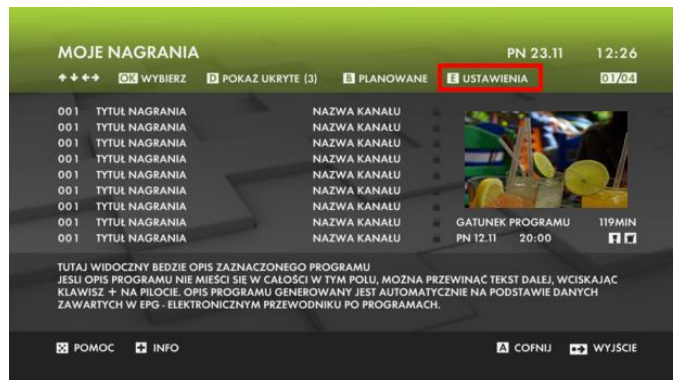 MOJE NAGRANIA PN 23.11 12:26
OK WYBIERZ D POKAŻ UKRYTE (3) B PLANOWANE E USTAWIENIA 01/04
001 TYTUŁ NAGRANIA NAZWA KANAŁU
001 TYTUŁ NAGRANIA NAZWA KANAŁU
001 TYTUŁ NAGRANIA NAZWA KANAŁU
001 TYTUŁ NAGRANIA NAZWA KANAŁU
001 TYTUŁ NAGRANIA NAZWA KANAŁU
001 TYTUŁ NAGRANIA NAZWA KANAŁU
001 TYTUŁ NAGRANIA NAZWA KANAŁU
001 TYTUŁ NAGRANIA NAZWA KANAŁU
001 TYTUŁ NAGRANIA NAZWA KANAŁU
GATUNEK PROGRAMU 119MIN
PN 12.11 20:00
TUTAJ WIDOCZNY BEDZIE OPIS ZAZNACZONEGO PROGRAMU
JESLI OPIS PROGRAMU NIE MIEŚCI SIĘ W CAŁOŚCI W TYM POLU, MOŻNA PRZEWINĄĆ TEKST DALEJ, WCISKAJĄC
KLAWISZ + NA PILOCIE. OPIS PROGRAMU GENEROWANY JEST AUTOMATYCZNIE NA PODSTAWIE DANYCH
ZAWARTYCH W EPG - ELEKTRONICZNYM PRZEWODNIKU PO PROGRAMACH.
POMOC INFO A COFNIJ WYJŚCIE